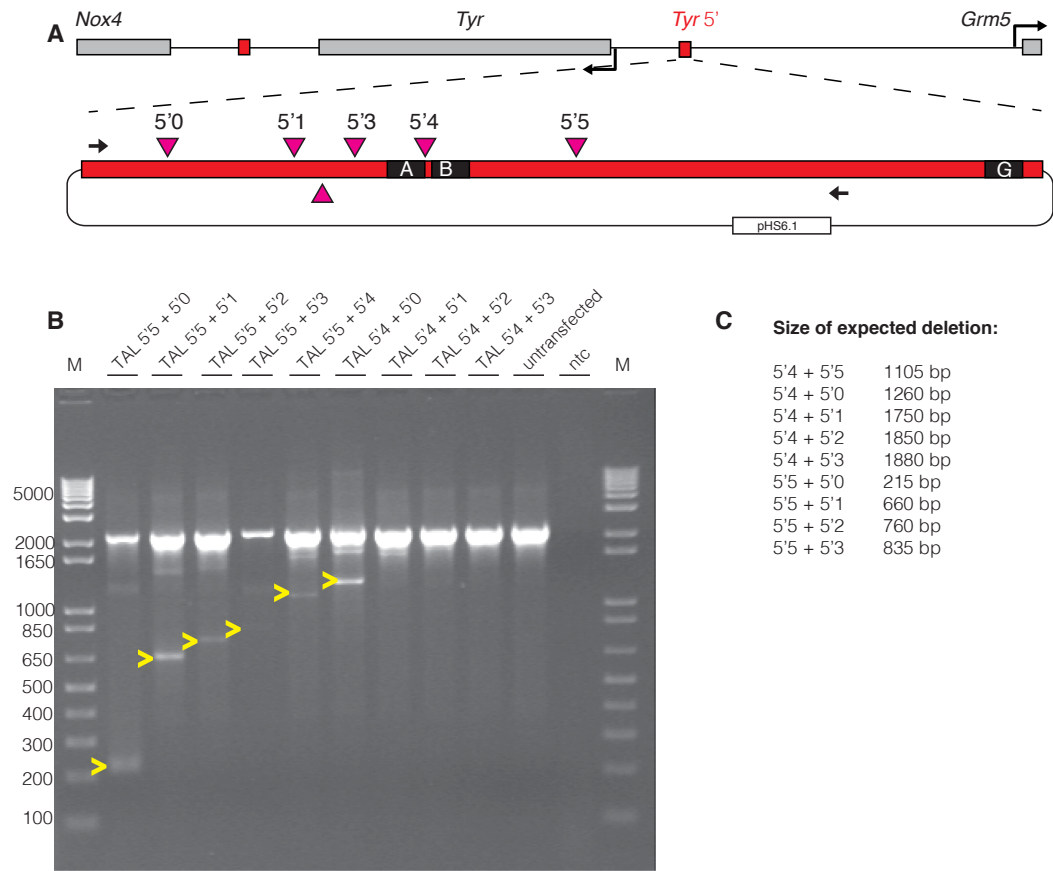 A
Nox4 Tyr Tyr 5' Grm5
5'0 5'1 5'3 5'4 5'5
A B G
pHS6.1
B
M TAL 5'5 + 5'0 TAL 5'5 + 5'1 TAL 5'5 + 5'2 TAL 5'5 + 5'3 TAL 5'5 + 5'4 TAL 5'4 + 5'0 TAL 5'4 + 5'1 TAL 5'4 + 5'2 TAL 5'4 + 5'3 untransfected ntc M
5000
2000
1650
1000
850
650
500
400
300
200
100
C Size of expected deletion:
5'4 + 5'5 1105 bp
5'4 + 5'0 1260 bp
5'4 + 5'1 1750 bp
5'4 + 5'2 1850 bp
5'4 + 5'3 1880 bp
5'5 + 5'0 215 bp
5'5 + 5'1 660 bp
5'5 + 5'2 760 bp
5'5 + 5'3 835 bp